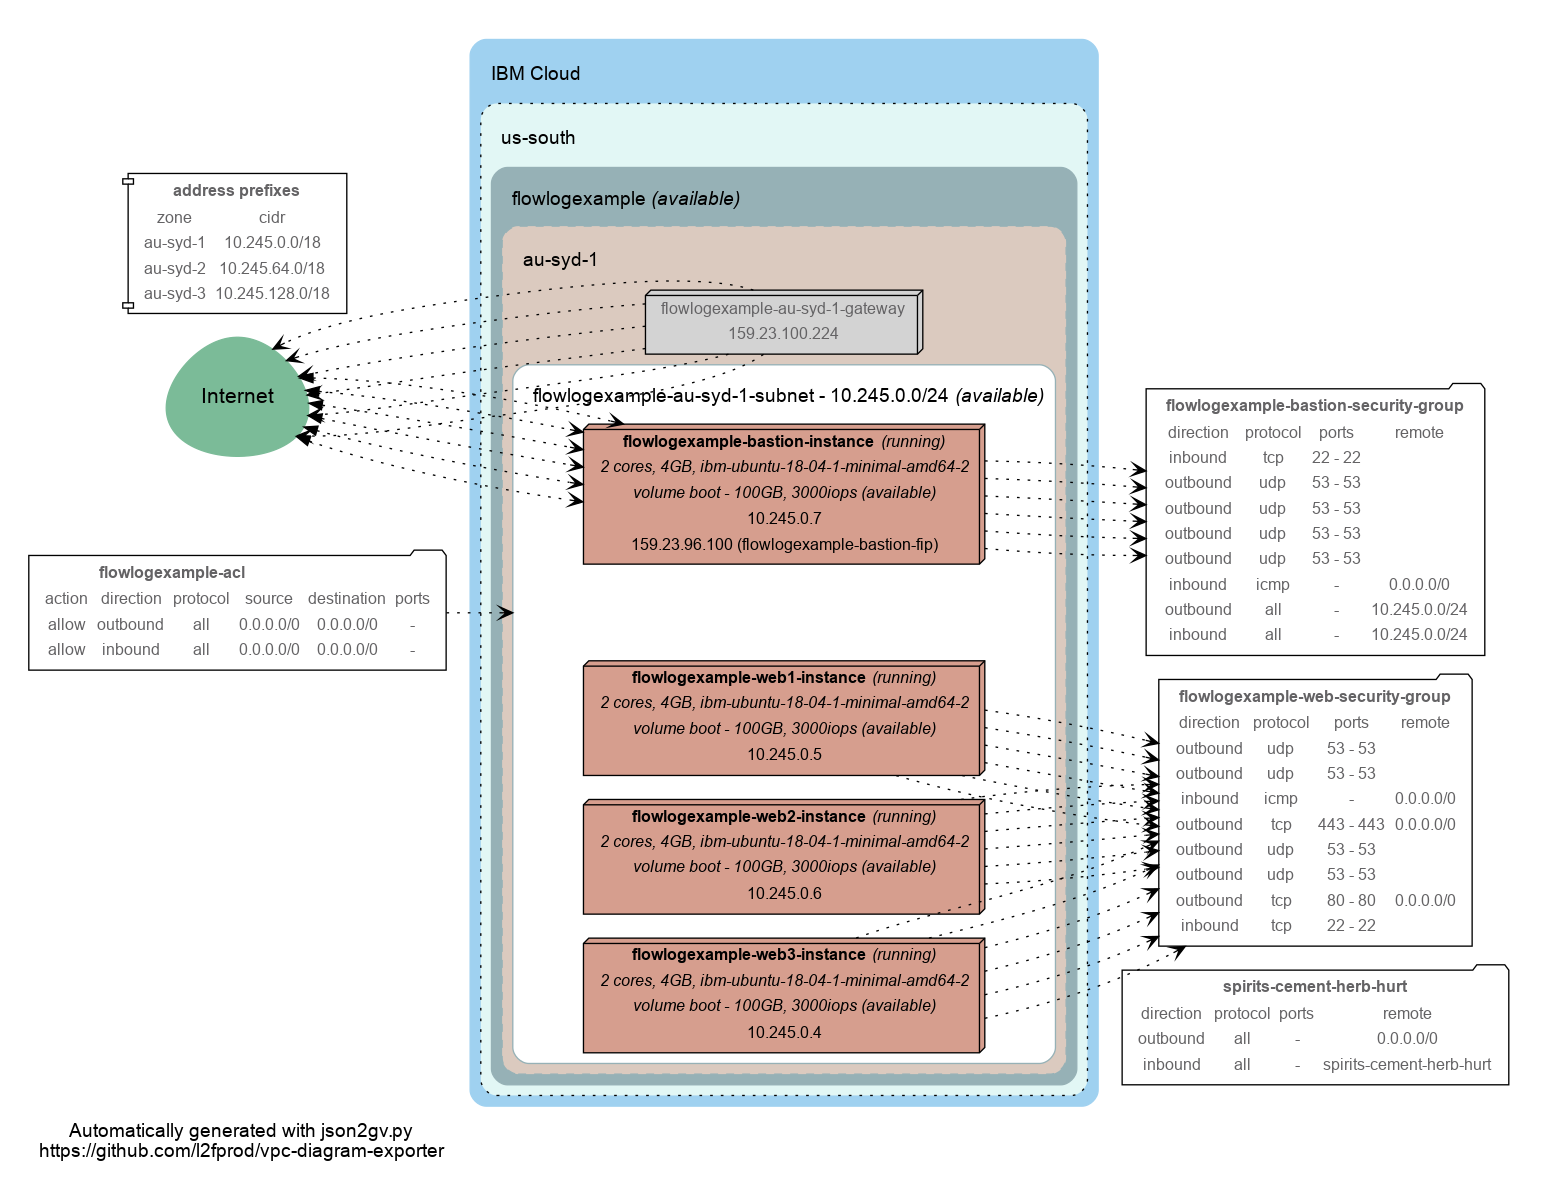 IBM Cloud
us-south
flowlogexample (available)
au-syd-1
address prefixes
zone cidr
au-syd-1 10.245.0.0/18
au-syd-2 10.245.64.0/18
au-syd-3 10.245.128.0/18
Internet
flowlogexample-au-syd-1-gateway
159.23.100.224
flowlogexample-au-syd-1-subnet - 10.245.0.0/24 (available)
flowlogexample-bastion-instance (running)
2 cores, 4GB, ibm-ubuntu-18-04-1-minimal-amd64-2
volume boot - 100GB, 3000iops (available)
10.245.0.7
159.23.96.100 (flowlogexample-bastion-fip)
flowlogexample-bastion-security-group
direction protocol ports remote
inbound tcp 22 - 22
outbound udp 53 - 53
outbound udp 53 - 53
outbound udp 53 - 53
outbound udp 53 - 53
inbound icmp - 0.0.0.0/0
outbound all - 10.245.0.0/24
inbound all - 10.245.0.0/24
flowlogexample-acl
action direction protocol source destination ports
allow outbound all 0.0.0.0/0 0.0.0.0/0 -
allow inbound all 0.0.0.0/0 0.0.0.0/0 -
flowlogexample-web1-instance (running)
2 cores, 4GB, ibm-ubuntu-18-04-1-minimal-amd64-2
volume boot - 100GB, 3000iops (available)
10.245.0.5
flowlogexample-web2-instance (running)
2 cores, 4GB, ibm-ubuntu-18-04-1-minimal-amd64-2
volume boot - 100GB, 3000iops (available)
10.245.0.6
flowlogexample-web3-instance (running)
2 cores, 4GB, ibm-ubuntu-18-04-1-minimal-amd64-2
volume boot - 100GB, 3000iops (available)
10.245.0.4
flowlogexample-web-security-group
direction protocol ports remote
outbound udp 53 - 53
outbound udp 53 - 53
inbound icmp - 0.0.0.0/0
outbound tcp 443 - 443 0.0.0.0/0
outbound udp 53 - 53
outbound udp 53 - 53
outbound tcp 80 - 80 0.0.0.0/0
inbound tcp 22 - 22
spirits-cement-herb-hurt
direction protocol ports remote
outbound all - 0.0.0.0/0
inbound all - spirits-cement-herb-hurt
Automatically generated with json2gv.py
https://github.com/l2fprod/vpc-diagram-exporter